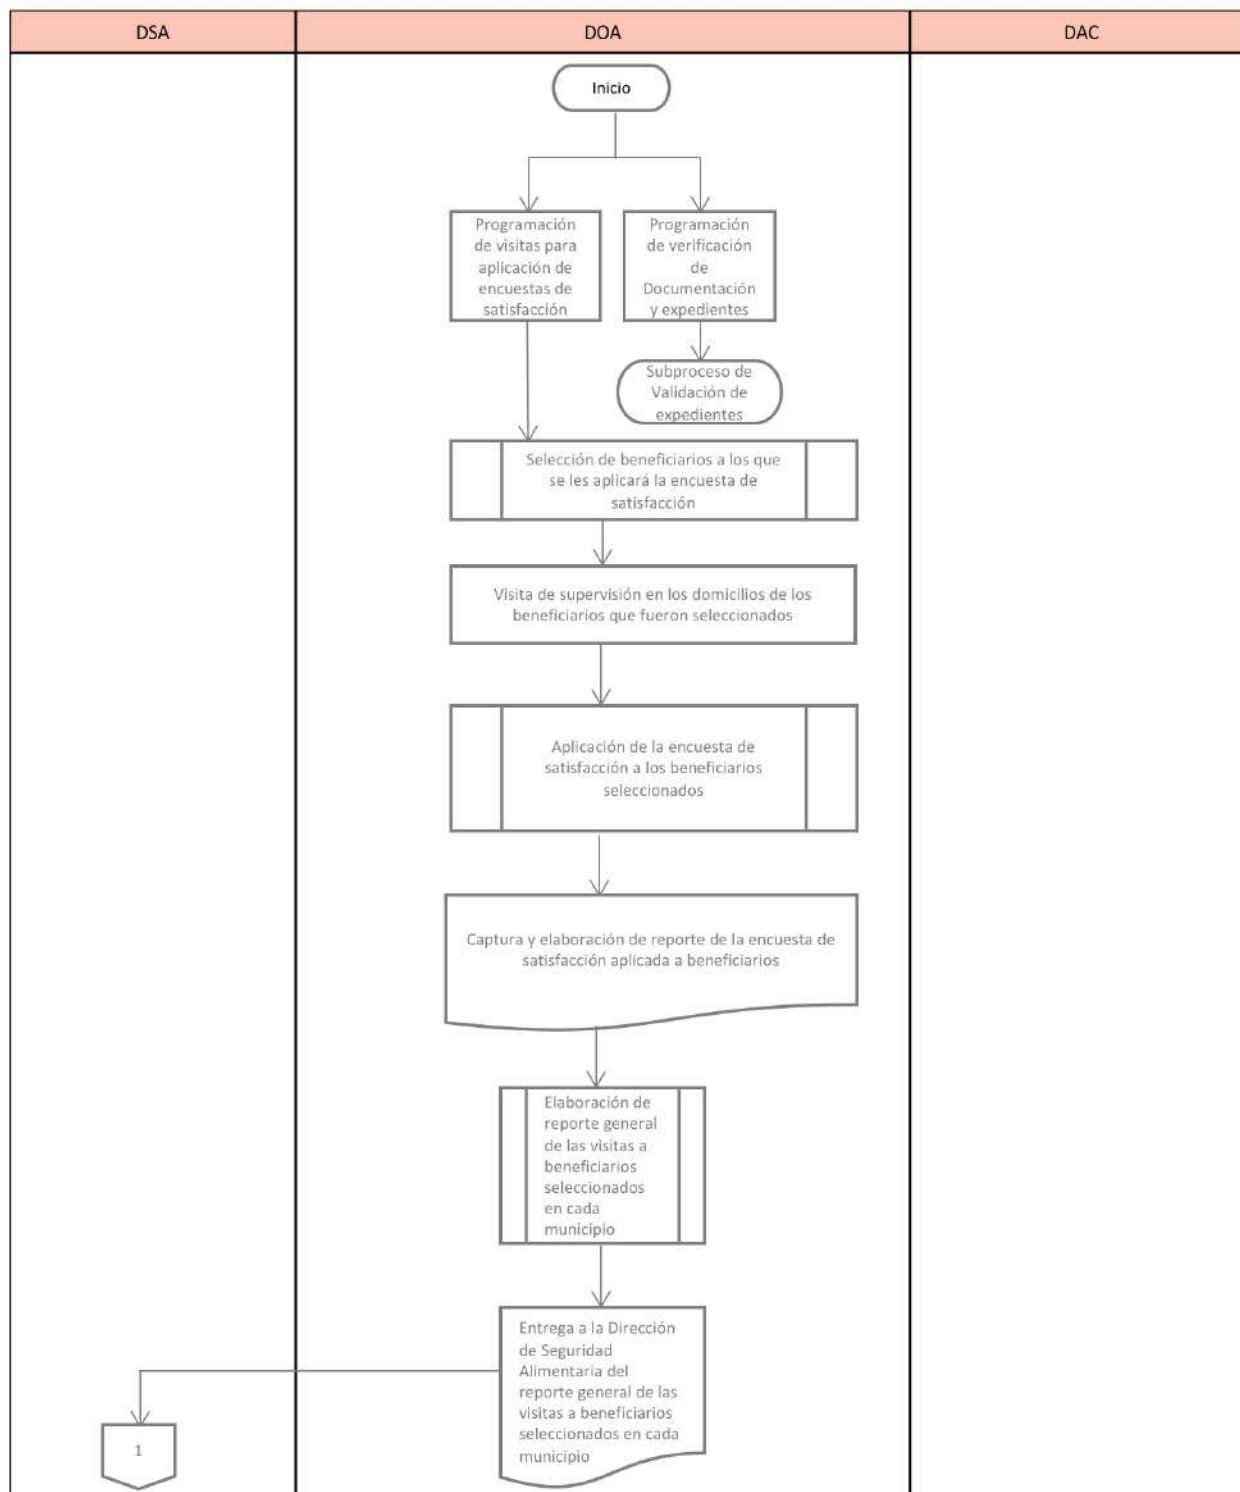 DSA
DOA
DAC
Inicio
Programación
de visitas para
aplicación de
encuestas de
satisfacción
Programación
de verificación
de
Documentación
y expedientes
Subproceso de
Validación de
expedientes
Selección de beneficiarios a los que
se les aplicará la encuesta de
satisfacción
Visita de supervisión en los domicilios de los
beneficiarios que fueron seleccionados
Aplicación de la encuesta de
satisfacción a los beneficiarios
seleccionados
Captura y elaboración de reporte de la encuesta de
satisfacción aplicada a beneficiarios
Elaboración de
reporte general
de las visitas a
beneficiarios
seleccionados
en cada
municipio
Entrega a la Dirección
de Seguridad
Alimentaria del
reporte general de las
visitas a beneficiarios
seleccionados en cada
municipio
1